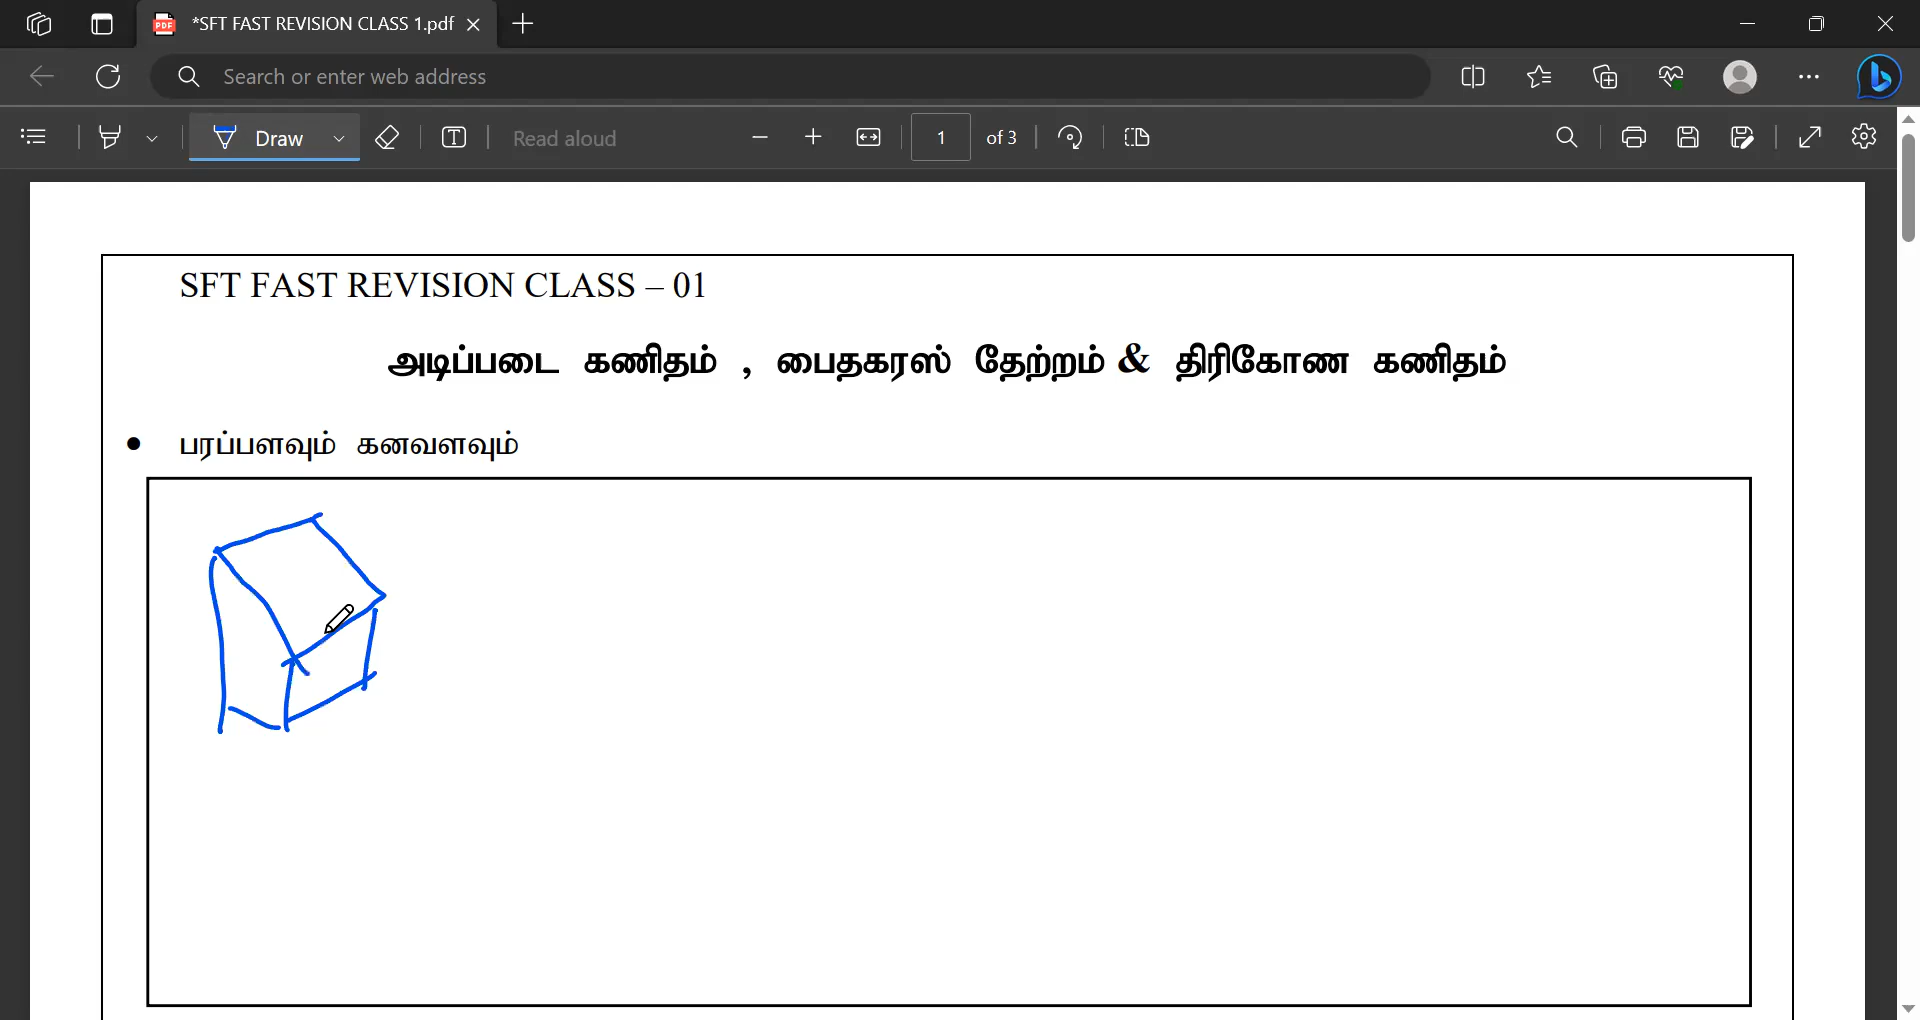 *SFT FAST REVISION CLASS 1.pdf
Search or enter web address
Draw
Read aloud
1 of 3
SFT FAST REVISION CLASS – 01
அடிப்படை கணிதம் , பைதகரஸ் தேற்றம் & திரிகோண கணிதம்
• பரப்பளவும் கனவளவும்